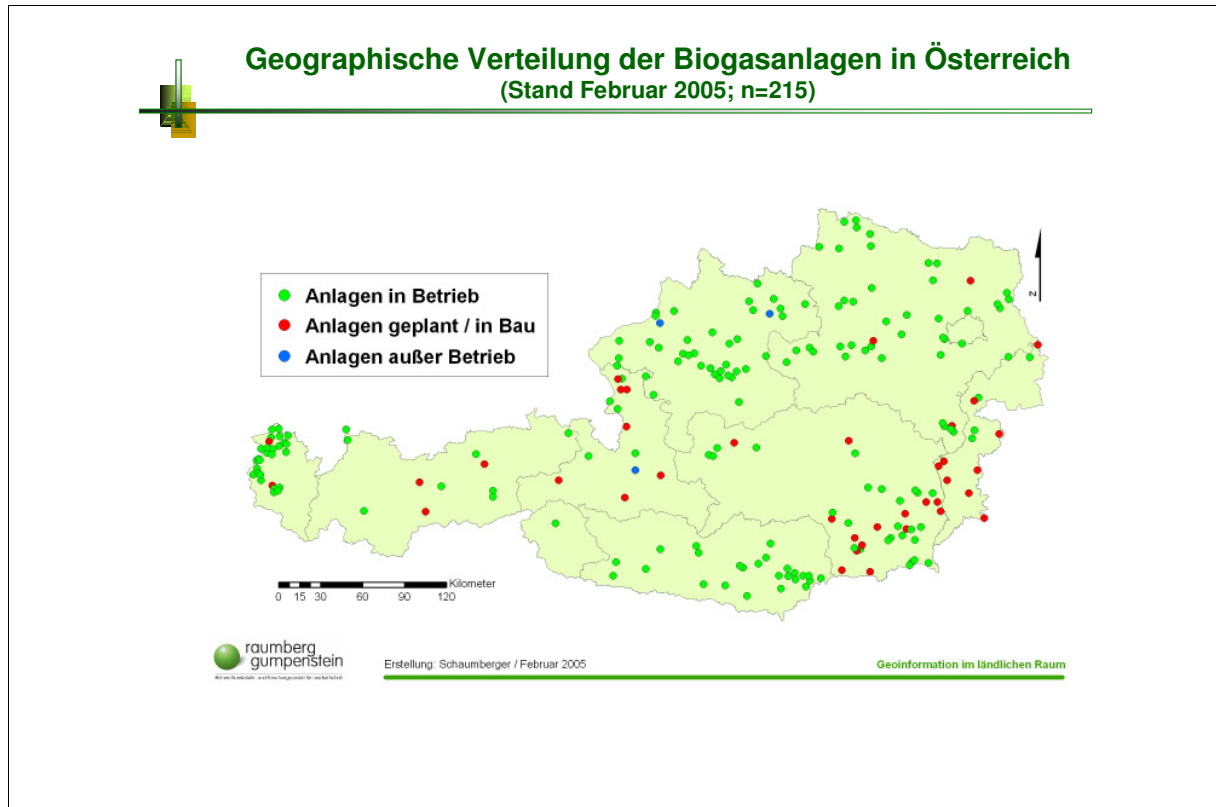 Geographische Verteilung der Biogasanlagen in Österreich
(Stand Februar 2005; n=215)
Anlagen in Betrieb
Anlagen geplant / in Bau
Anlagen außer Betrieb
N
Kilometer
0 15 30 60 90 120
raumberg
gumpenstein
Erstellung: Schaumberger / Februar 2005
Geoinformation im ländlichen Raum